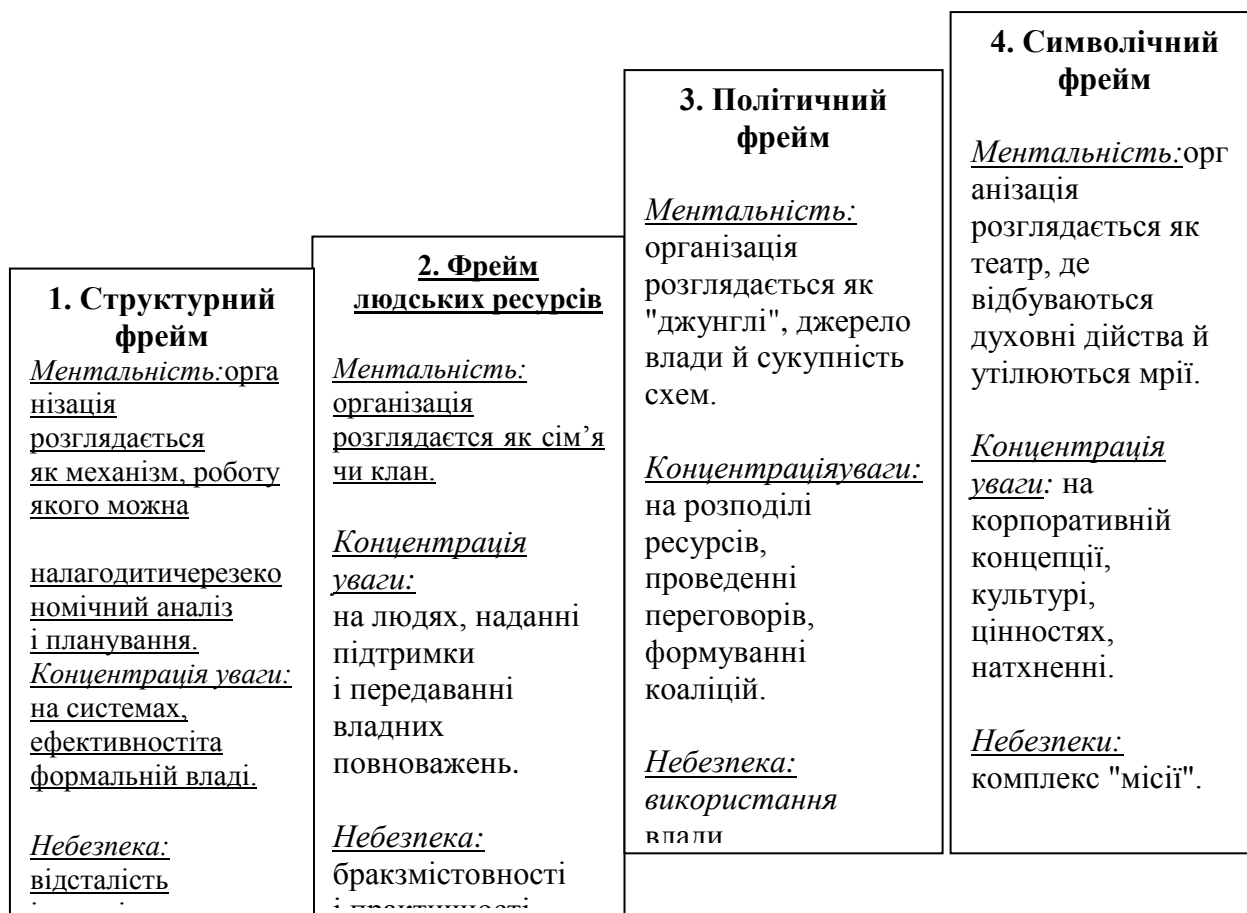 1. Структурний
фрейм
Ментальність:орга
нізація
розглядається
як механізм, роботу
якого можна
налагодитичерезеко
номічний аналіз
і планування.
Концентрація уваги:
на системах,
ефективностіта
формальній владі.
Небезпека:
відсталість
2. Фрейм
людських ресурсів
Ментальність:
організація
розглядаєтся як сім’я
чи клан.
Концентрація
уваги:
на людях, наданні
підтримки
і передаванні
владних
повноважень.
Небезпека:
бракзмістовності
і практичності
3. Політичний
фрейм
Ментальність:
організація
розглядається як
"джунглі", джерело
влади й сукупність
схем.
Концентраціяуваги:
на розподілі
ресурсів,
проведенні
переговорів,
формуванні
коаліцій.
Небезпека:
використання
влади
4. Символічний
фрейм
Ментальність:орг
анізація
розглядається як
театр, де
відбуваються
духовні дійства й
утілюються мрії.
Концентрація
уваги: на
корпоративній
концепції,
культурі,
цінностях,
натхненні.
Небезпеки:
комплекс "місії".